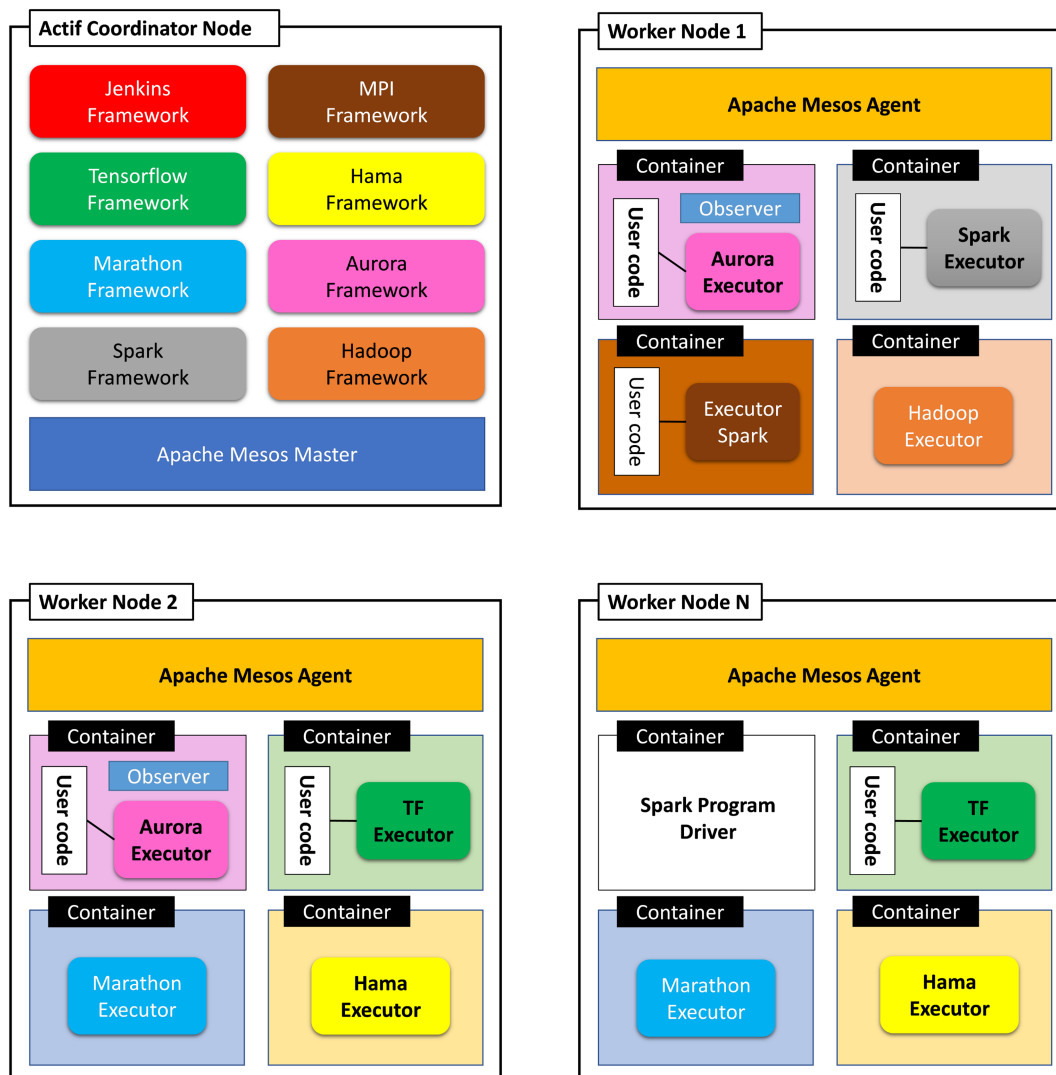 Actif Coordinator Node
Jenkins
Framework
MPI
Framework
Tensorflow
Framework
Hama
Framework
Marathon
Framework
Aurora
Framework
Spark
Framework
Hadoop
Framework
Apache Mesos Master
Worker Node 1
Apache Mesos Agent
Container
User code
Observer
Aurora
Executor
Container
User code
Spark
Executor
Container
User code
Executor
Spark
Container
Hadoop
Executor
Worker Node 2
Apache Mesos Agent
Container
User code
Observer
Aurora
Executor
Container
User code
TF
Executor
Container
Marathon
Executor
Container
Hama
Executor
Worker Node N
Apache Mesos Agent
Container
Spark Program
Driver
Container
User code
TF
Executor
Container
Marathon
Executor
Container
Hama
Executor